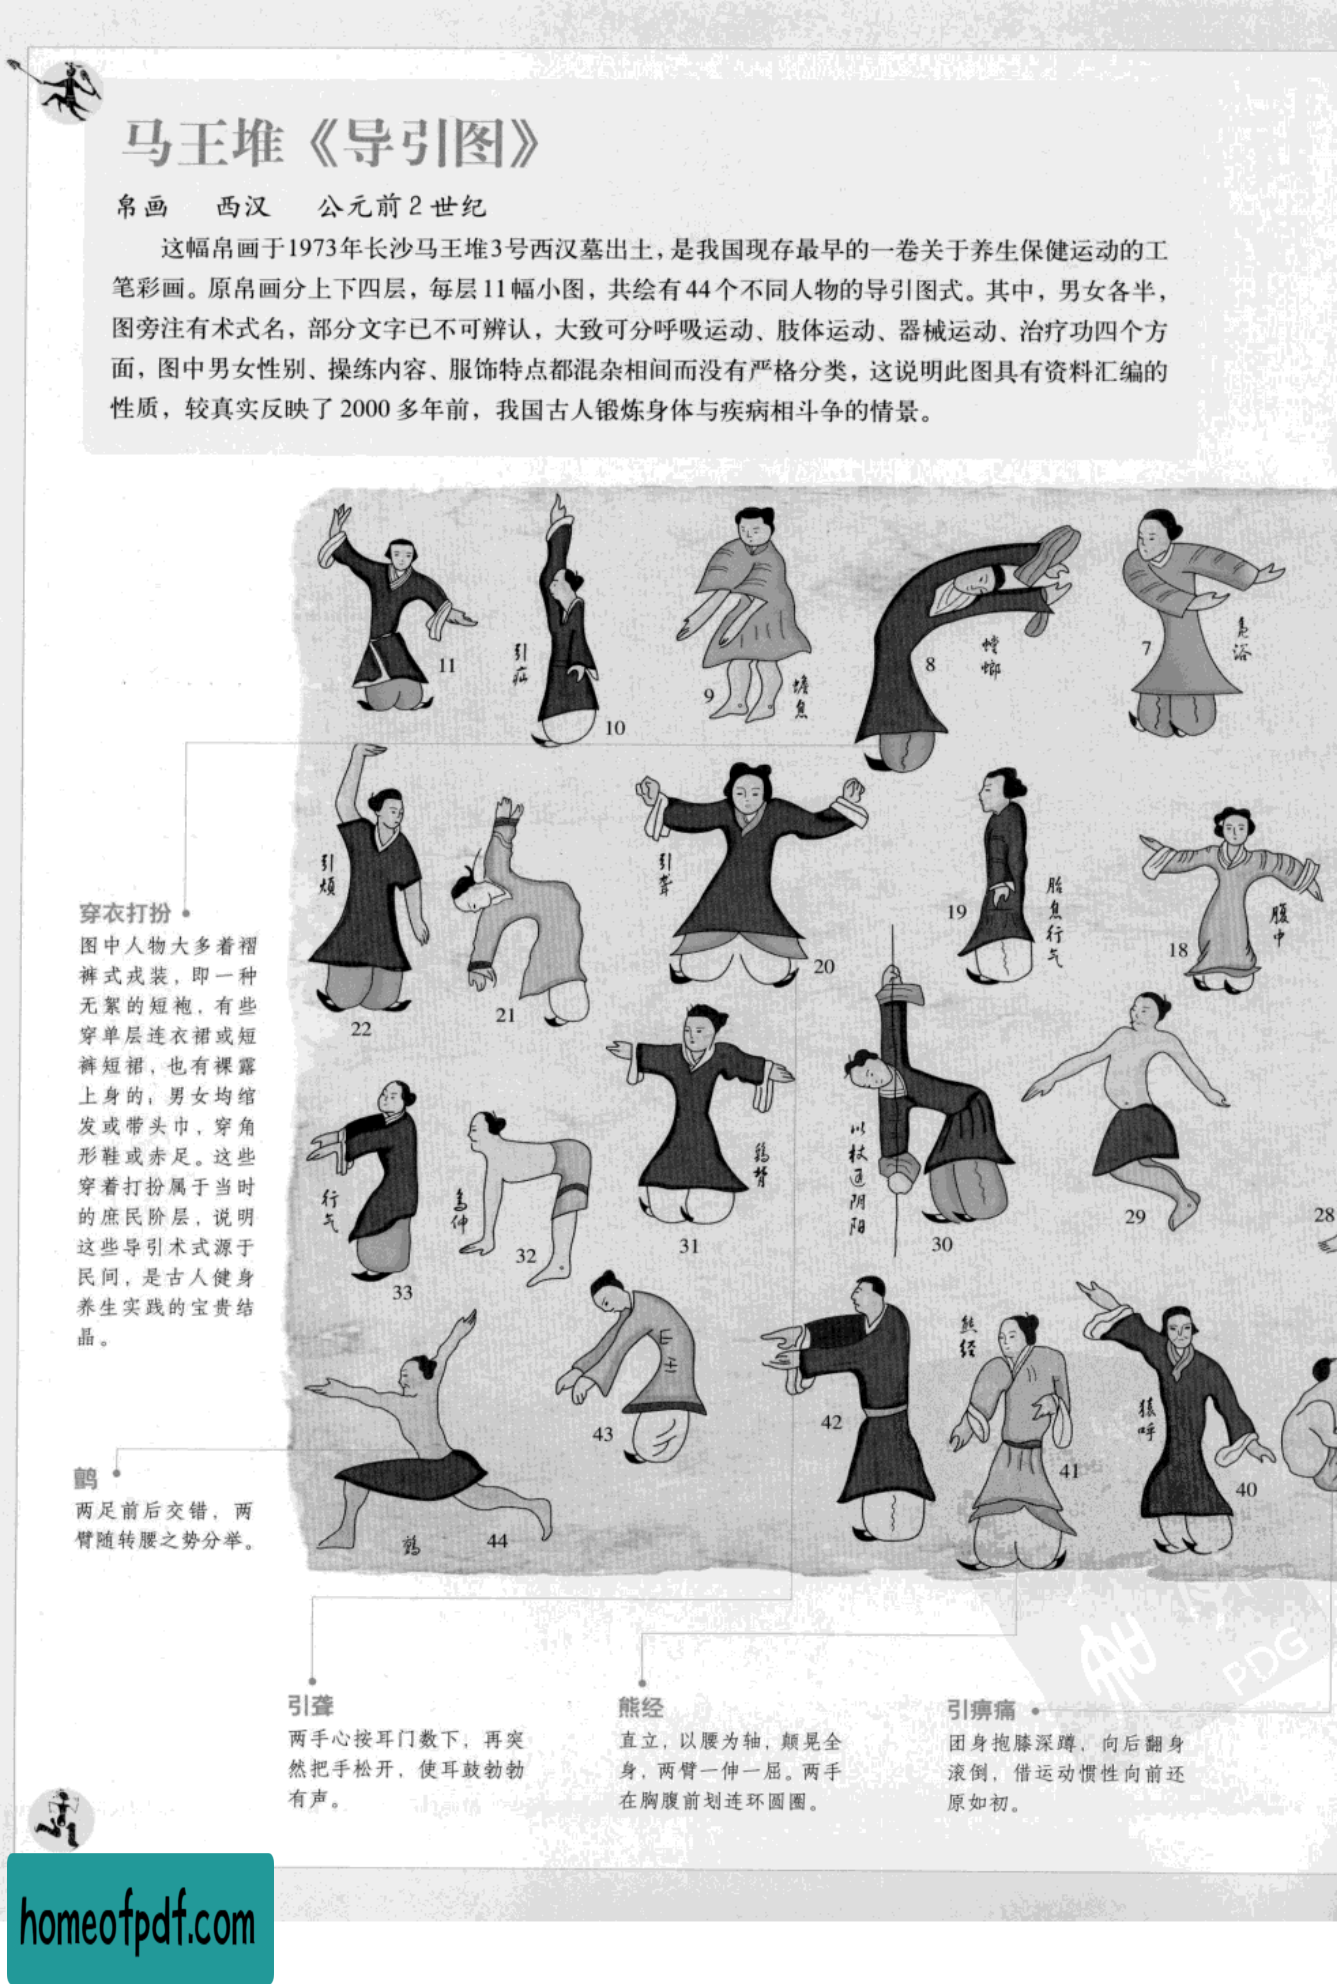 马王堆《导引图》
帛画 西汉 公元前2世纪
这幅帛画于1973年长沙马王堆3号西汉墓出土，是我国现存最早的一卷关于养生保健运动的工
笔彩画。原帛画分上下四层，每层11幅小图，共绘有44个不同人物的导引图式。其中，男女各半，
图旁注有术式名，部分文字已不可辨认，大致可分呼吸运动、肢体运动、器械运动、治疗功四个方
面，图中男女性别、操练内容、服饰特点都混杂相间而没有严格分类，这说明此图具有资料汇编的
性质，较真实反映了2000多年前，我国古人锻炼身体与疾病相斗争的情景。
11
10
9
螳螂
8
7
引烦
22
21
引聋
20
胎息行气
19
腹中
18
行气
33
32
鹞背
31
以杖通阴阳
30
29
28
鹞
44
43
42
熊经
41
猿呼
40
穿衣打扮
图中人物大多着褶
裤式戎装，即一种
无絮的短袍，有些
穿单层连衣裙或短
裤短裙，也有裸露
上身的，男女均绾
发或带头巾，穿角
形鞋或赤足。这些
穿着打扮属于当时
的庶民阶层，说明
这些导引术式源于
民间，是古人健身
养生实践的宝贵结
晶。
鹯
两足前后交错，两
臂随转腰之势分举。
引聋
两手心按耳门数下，再突
然把手松开，使耳鼓勃勃
有声。
熊经
直立，以腰为轴，颠晃全
身，两臂一伸一屈。两手
在胸腹前划连环圆圈。
引痹痛
团身抱膝深蹲，向后翻身
滚倒，借运动惯性向前还
原如初。
PDG
homeofpdf.com